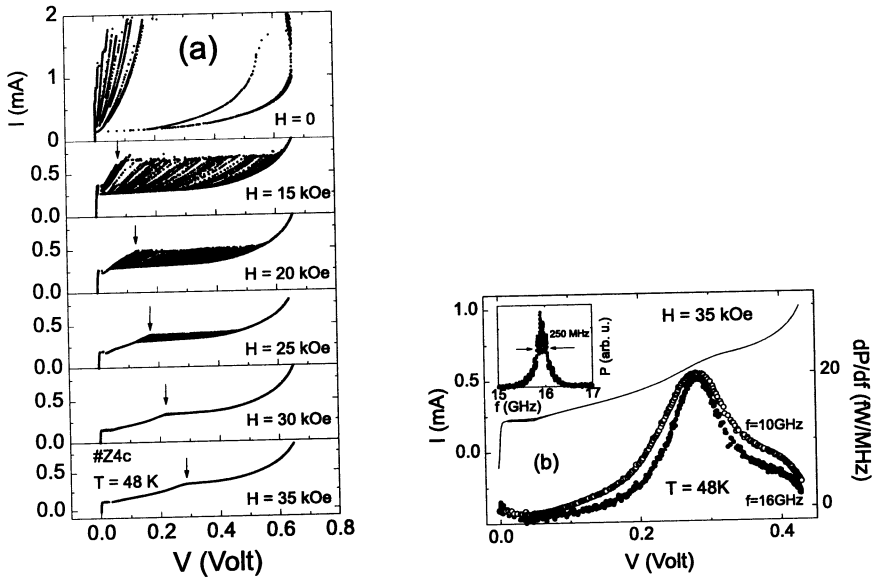 (a)
I (mA)
2
1
0
H = 0
0.5
0.0
H = 15 kOe
0.5
0.0
H = 20 kOe
0.5
0.0
H = 25 kOe
0.5
0.0
H = 30 kOe
0.5
0.0
#Z4c
T = 48 K
H = 35 kOe
0.0 0.2 0.4 0.6 0.8
V (Volt)
I (mA)
1.0
0.5
0.0
250 MHz
P (arb. u.)
15 16 17
f (GHz)
H = 35 kOe
(b)
T = 48K
f=10GHz
f=16GHz
20
0
dP/df (fW/MHz)
0.0 0.2 0.4
V (Volt)